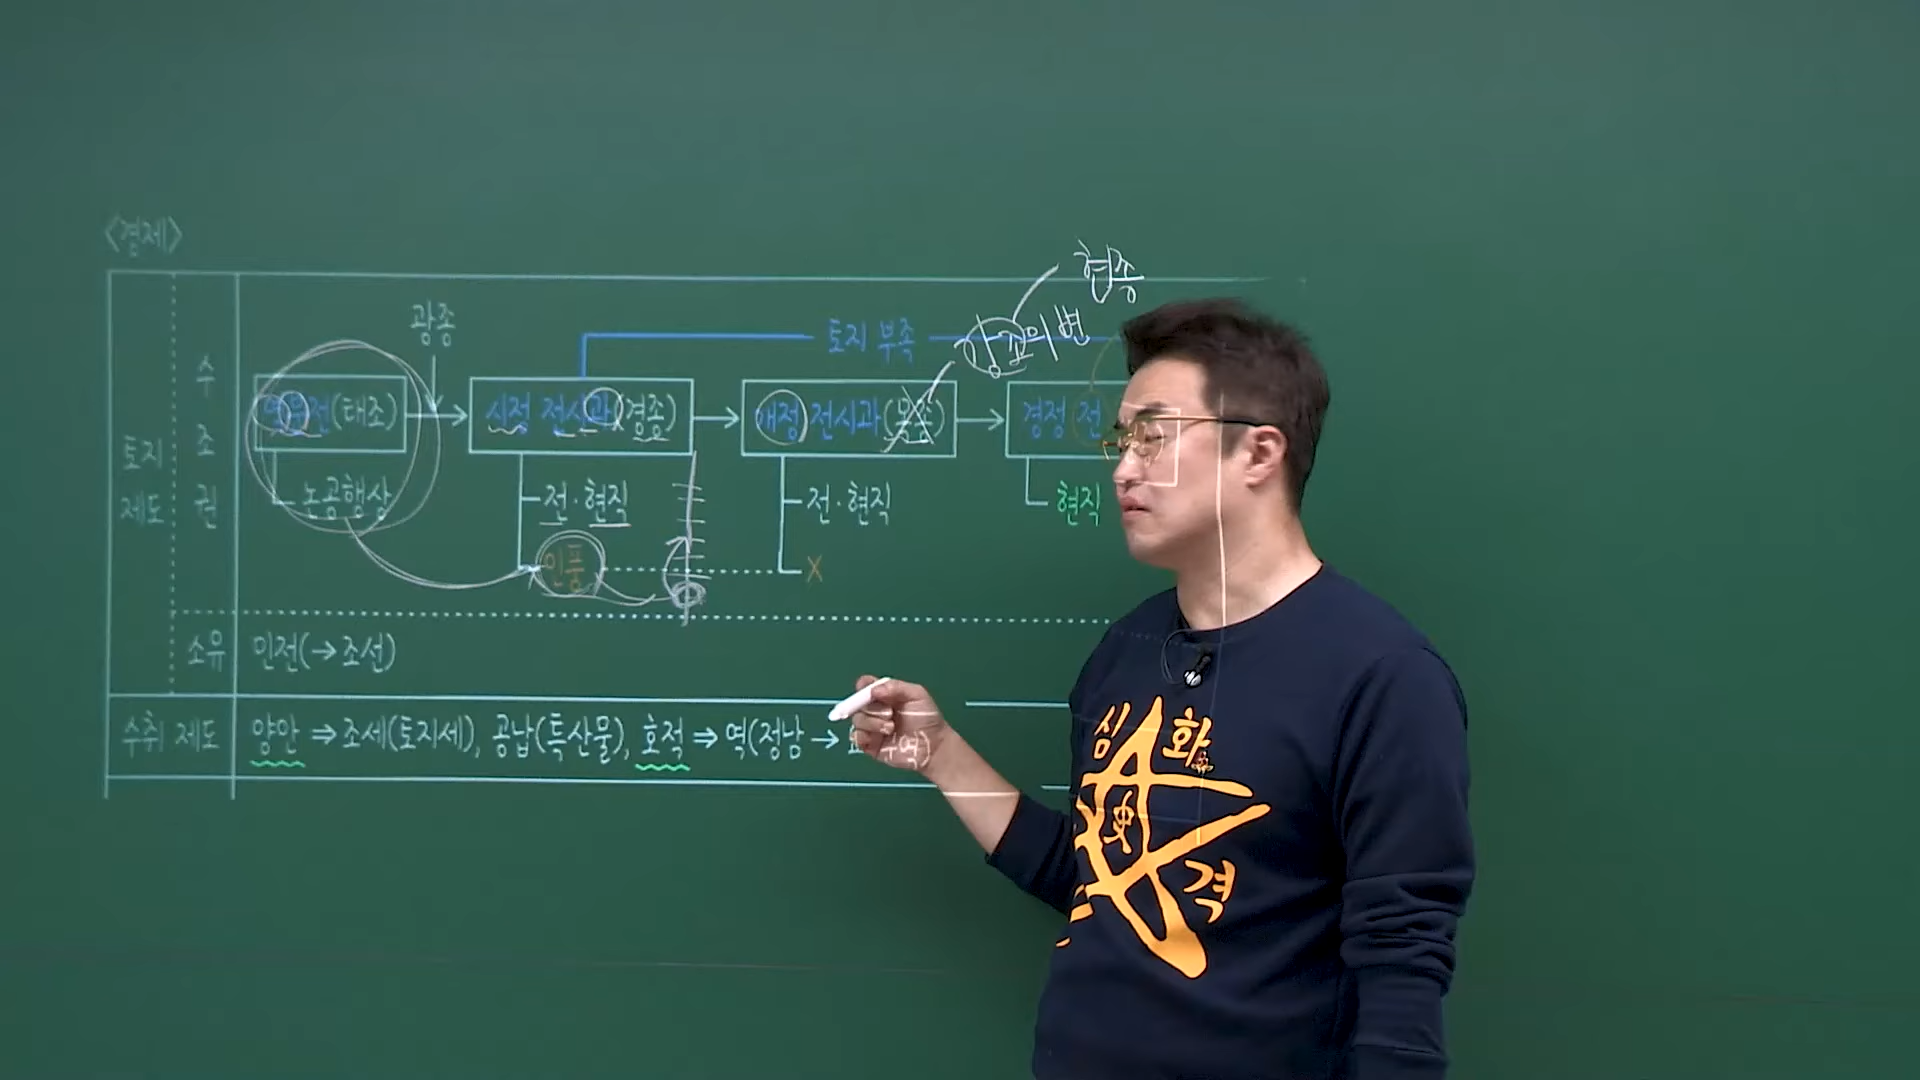 <경제>
현종
광종
토지 부족
강조의 변
수조권
역분전(태조)
시정 전시과(경종)
개정 전시과(목종)
경정 전
토지 제도
논공행상
전·현직
전·현직
현직
인품
X
소유
민전(→조선)
수취 제도
양안 ⇒ 조세(토지세), 공납(특산물), 호적 ⇒ 역(정남 →
심 화
史
격